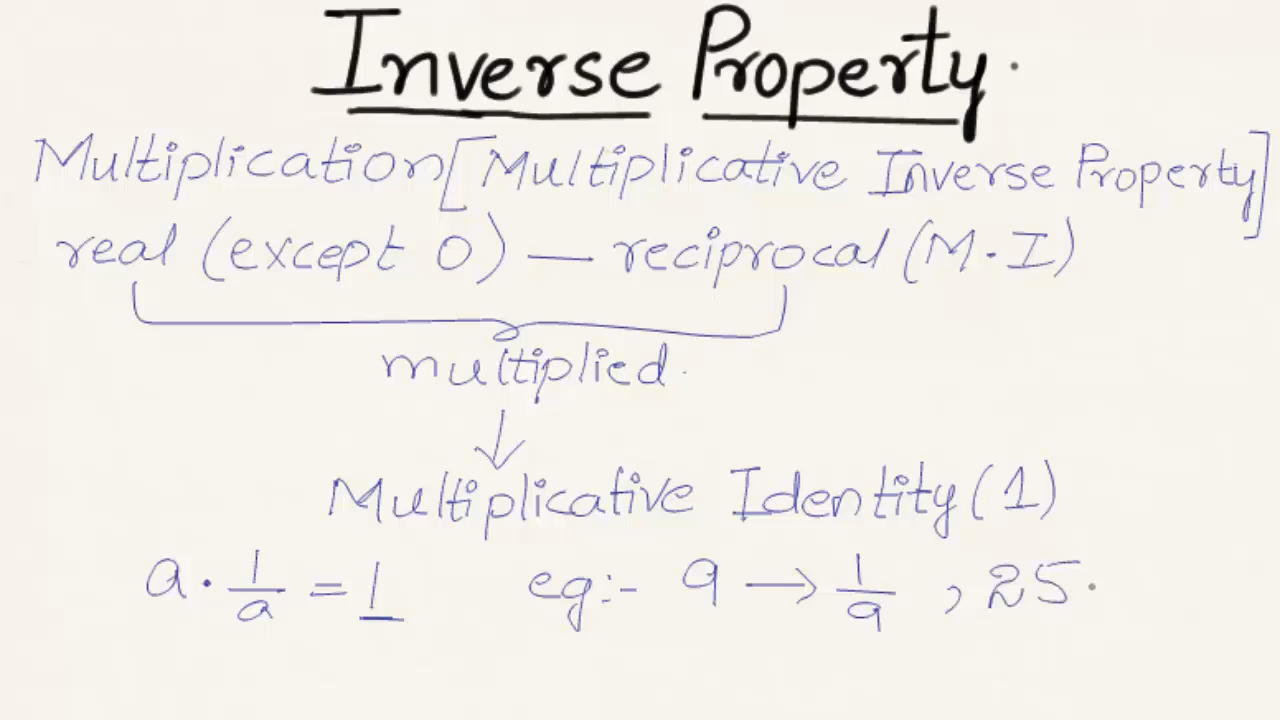 Inverse Property.
Multiplication [Multiplicative Inverse Property]
real (except 0) — reciprocal (M.I)
multiplied.
↓
Multiplicative Identity (1)
a · 1/a = 1 eg:- 9 → 1/9 , 25.